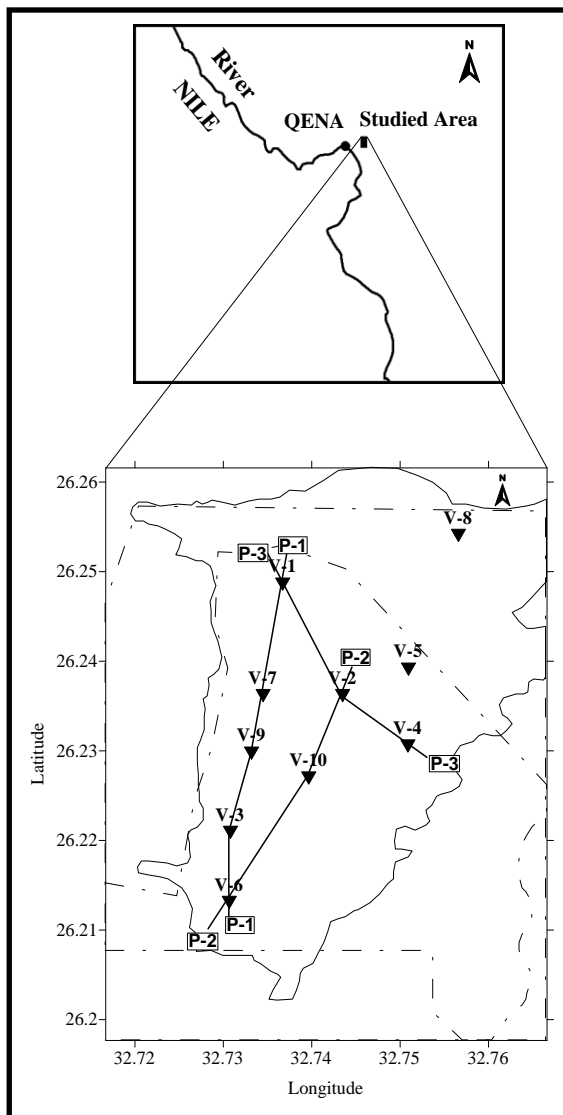 N
River
NILE
QENA
Studied Area
26.26
N
V-8
P-1
P-3
26.25
V-1
26.24
P-2
V-5
V-7
V-2
26.23
V-9
V-4
P-3
V-10
Latitude
26.22
V-3
V-6
26.21
P-1
P-2
26.2
32.72 32.73 32.74 32.75 32.76
Longitude